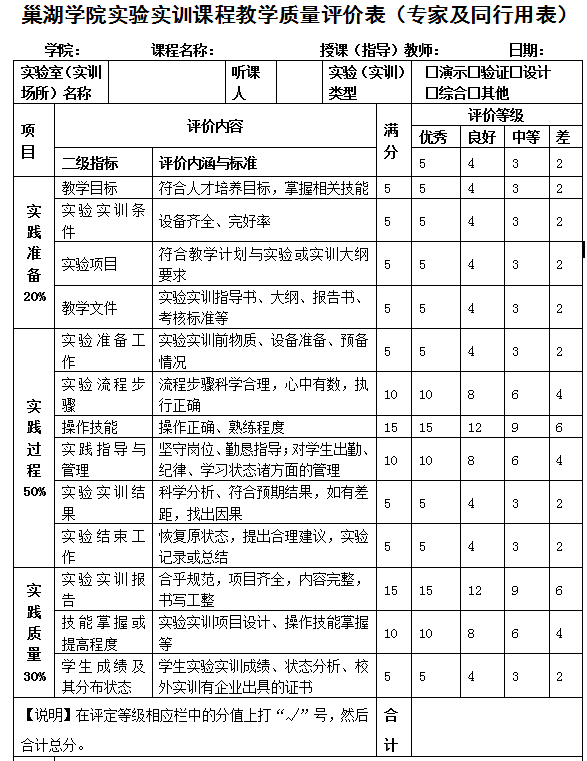 巢湖学院实验实训课程教学质量评价表（专家及同行用表）
学院： 课程名称： 授课（指导）教师： 日期：
实验室（实训场所）名称 听课人 实验（实训）类型 □演示□验证□设计
□综合□其他
项目 评价内容 满分 评价等级
优秀 良好 中等 差
二级指标 评价内涵与标准 5 4 3 2
实践准备20%
教学目标 符合人才培养目标，掌握相关技能 5 5 4 3 2
实验实训条件 设备齐全、完好率 5 5 4 3 2
实验项目 符合教学计划与实验或实训大纲要求 5 5 4 3 2
教学文件 实验实训指导书、大纲、报告书、考核标准等 5 5 4 3 2
实践过程50%
实验准备工作 实验实训前物质、设备准备、预备情况 5 5 4 3 2
实验流程步骤 流程步骤科学合理，心中有数，执行正确 10 10 8 6 4
操作技能 操作正确、熟练程度 15 15 12 9 6
实践指导与管理 坚守岗位、勤恳指导；对学生出勤、纪律、学习状态诸方面的管理 10 10 8 6 4
实验实训结果 科学分析、符合预期结果，如有差距，找出因果 5 5 4 3 2
实验结束工作 恢复原状态，提出合理建议，实验记录或总结 5 5 4 3 2
实践质量30%
实验实训报告 合乎规范，项目齐全，内容完整，书写工整 15 15 12 9 6
技能掌握或提高程度 实验实训项目设计、操作技能掌握等 10 10 8 6 4
学生成绩及其分布状态 学生实验实训成绩、状态分析、校外实训有企业出具的证书 5 5 4 3 2
【说明】在评定等级相应栏中的分值上打“√”号，然后合计总分。 合计